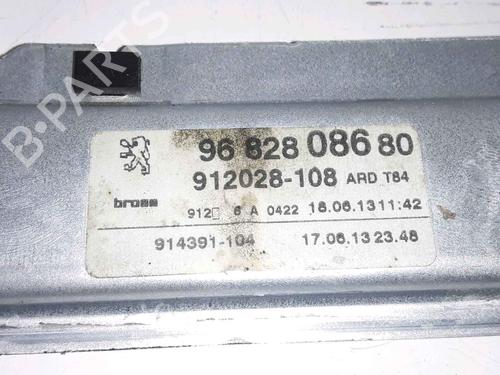 96 828 086 80
912028-108 ARD T84
brose
6 A 0422 18.06.13 11:42
914391-104 17.06.13 23.48
B-PARTS